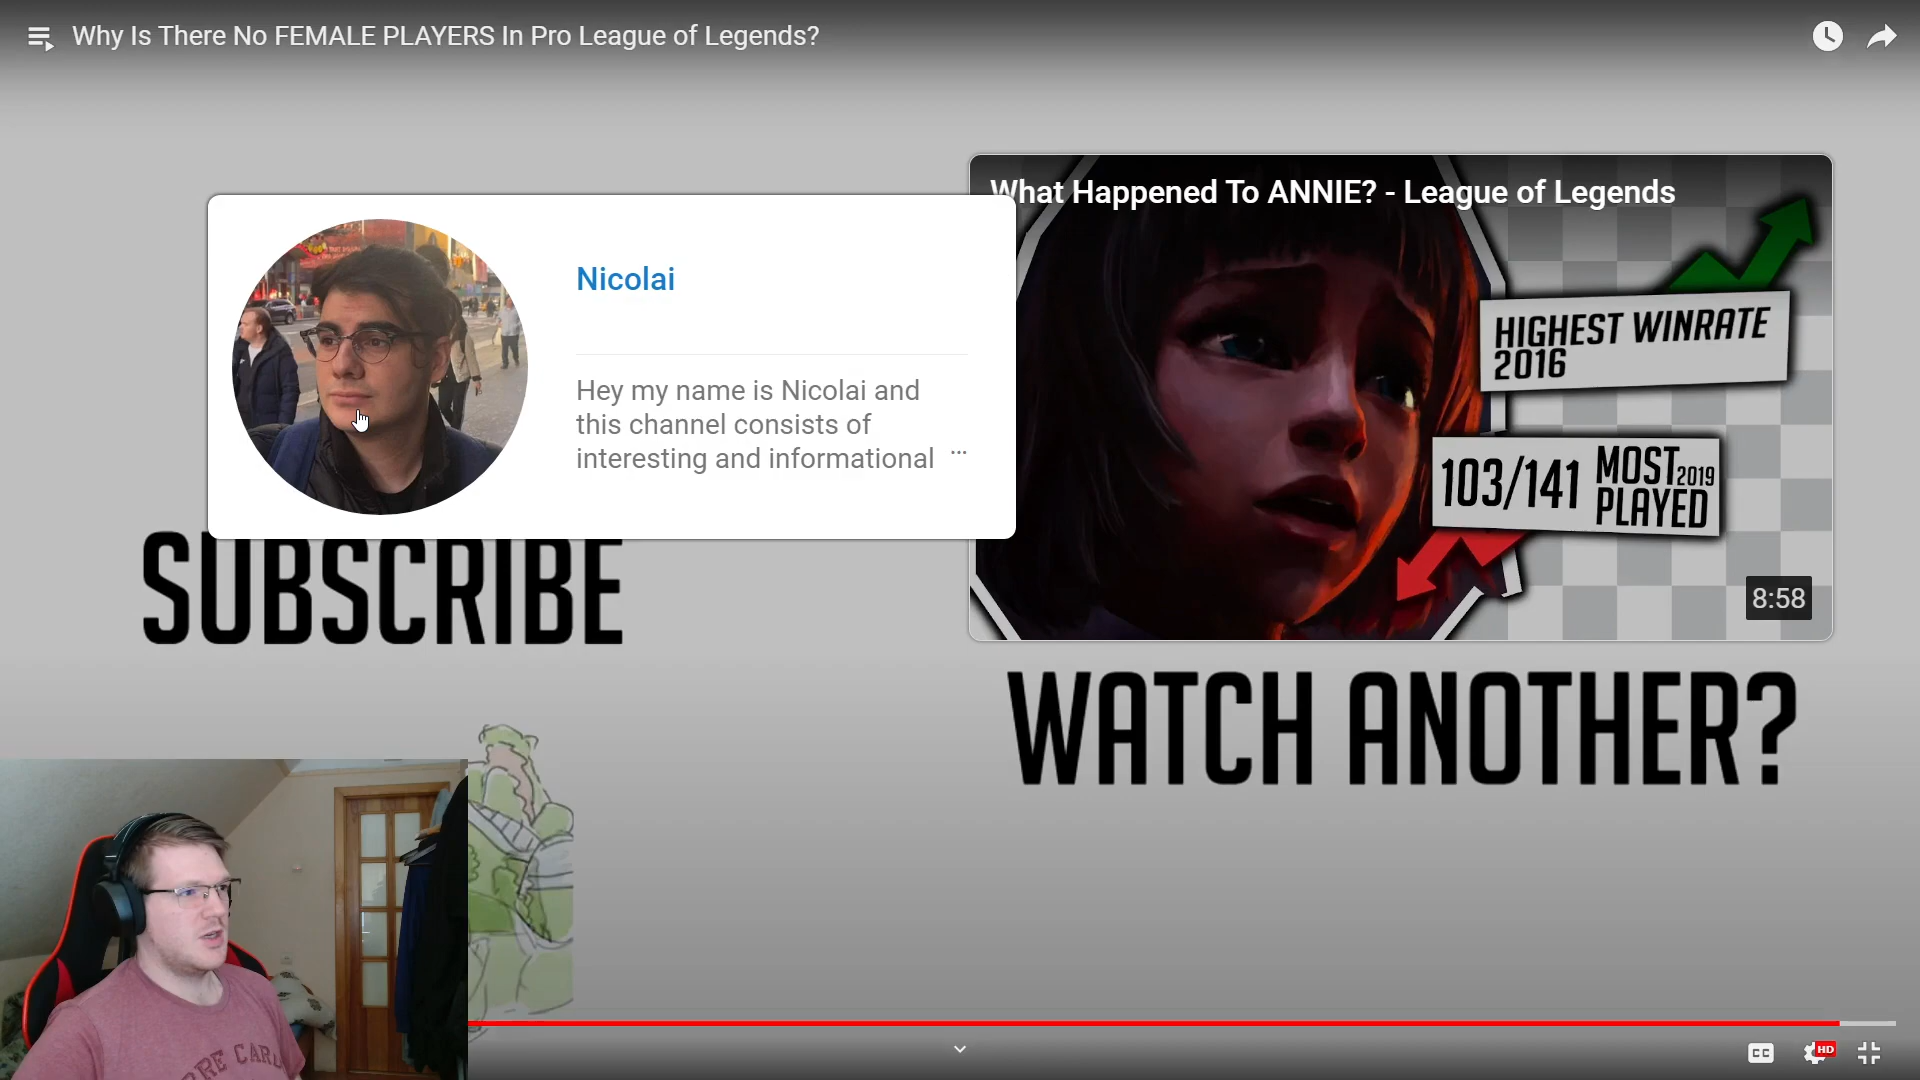 Why Is There No FEMALE PLAYERS In Pro League of Legends?
What Happened To ANNIE? - League of Legends
Nicolai
Hey my name is Nicolai and
this channel consists of
interesting and informational ...
HIGHEST WINRATE
2016
103/141 MOST 2019
PLAYED
8:58
SUBSCRIBE
WATCH ANOTHER?
CC
HD